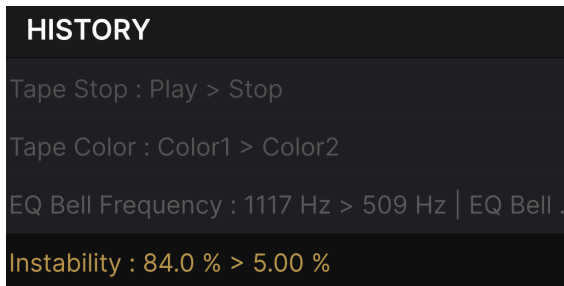 HISTORY
Tape Stop : Play > Stop
Tape Color : Color1 > Color2
EQ Bell Frequency : 1117 Hz > 509 Hz | EQ Bell .
Instability : 84.0 % > 5.00 %